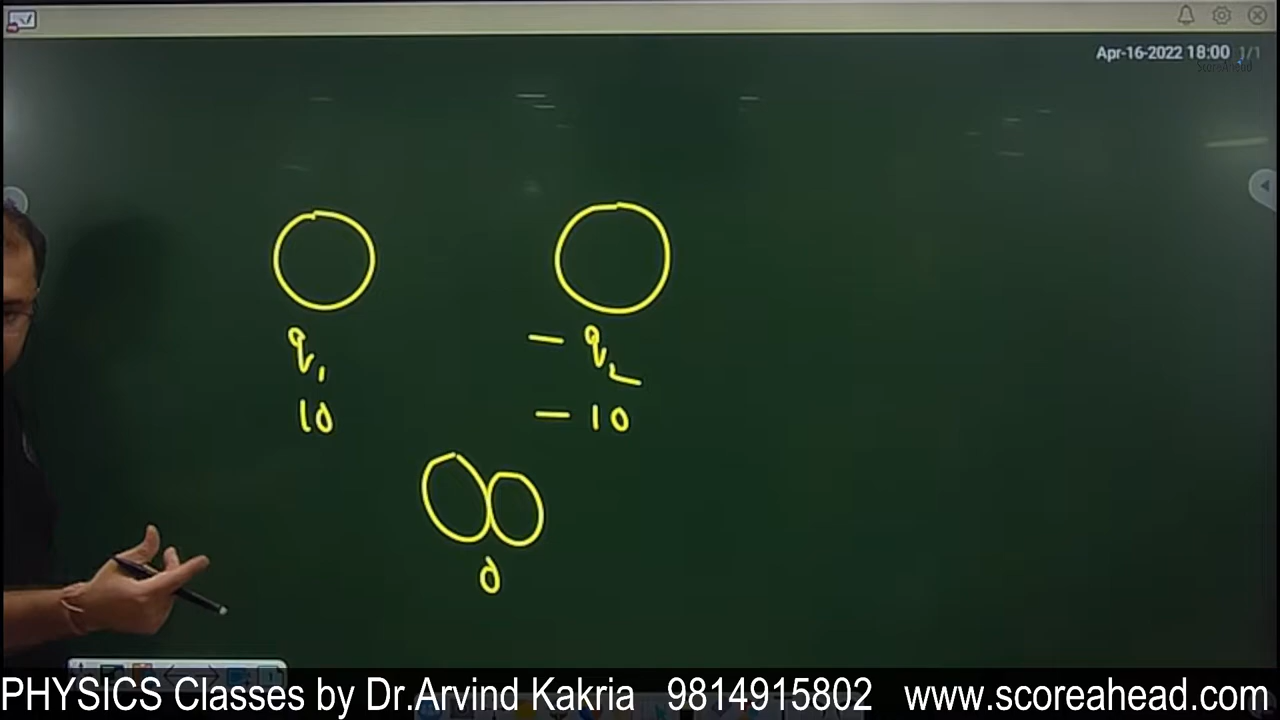 Apr-16-2022 18:00 1/1
ScoreAhead
q₁
- q₂
10
- 10
0
PHYSICS Classes by Dr.Arvind Kakria 9814915802 www.scoreahead.com